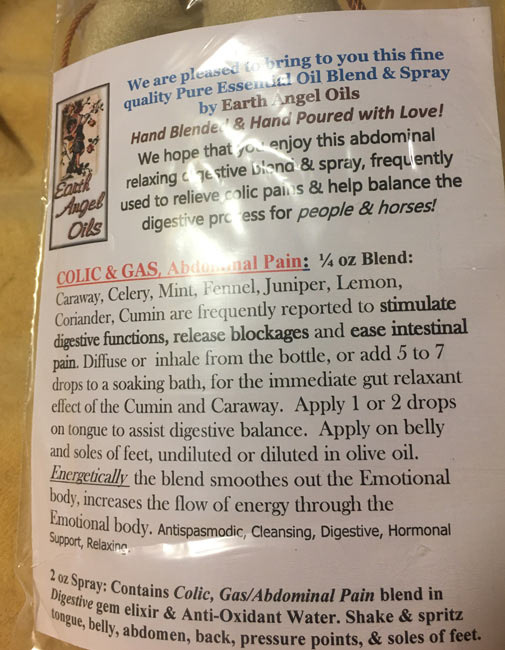 We are pleased to bring to you this fine
quality Pure Essential Oil Blend & Spray
by Earth Angel Oils
Hand Blended & Hand Poured with Love!
We hope that you enjoy this abdominal
relaxing digestive blend & spray, frequently
used to relieve colic pains & help balance the
digestive process for people & horses!
Earth
Angel
Oils
COLIC & GAS, Abdominal Pain: ¼ oz Blend:
Caraway, Celery, Mint, Fennel, Juniper, Lemon,
Coriander, Cumin are frequently reported to stimulate
digestive functions, release blockages and ease intestinal
pain. Diffuse or inhale from the bottle, or add 5 to 7
drops to a soaking bath, for the immediate gut relaxant
effect of the Cumin and Caraway. Apply 1 or 2 drops
on tongue to assist digestive balance. Apply on belly
and soles of feet, undiluted or diluted in olive oil.
Energetically the blend smoothes out the Emotional
body, increases the flow of energy through the
Emotional body. Antispasmodic, Cleansing, Digestive, Hormonal
Support, Relaxing.
2 oz Spray: Contains Colic, Gas/Abdominal Pain blend in
Digestive gem elixir & Anti-Oxidant Water. Shake & spritz
tongue, belly, abdomen, back, pressure points, & soles of feet.